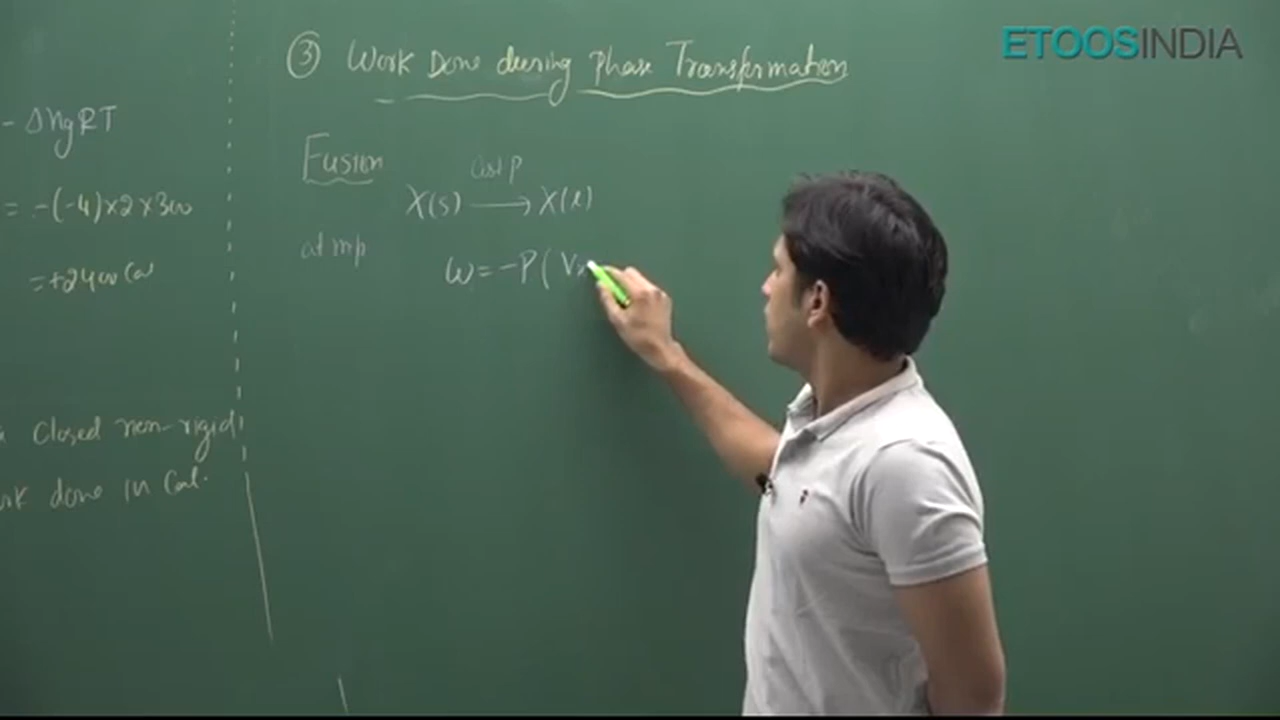 ETOOSINDIA
③ Work Done during Phase Transformation
- ΔngRT
= -(-4)×2×300
= +2400 Cal
Closed non-rigid
work done in Cal.
Fusion
Const P
X(s) ⟶ X(l)
at mp
w = -P( V